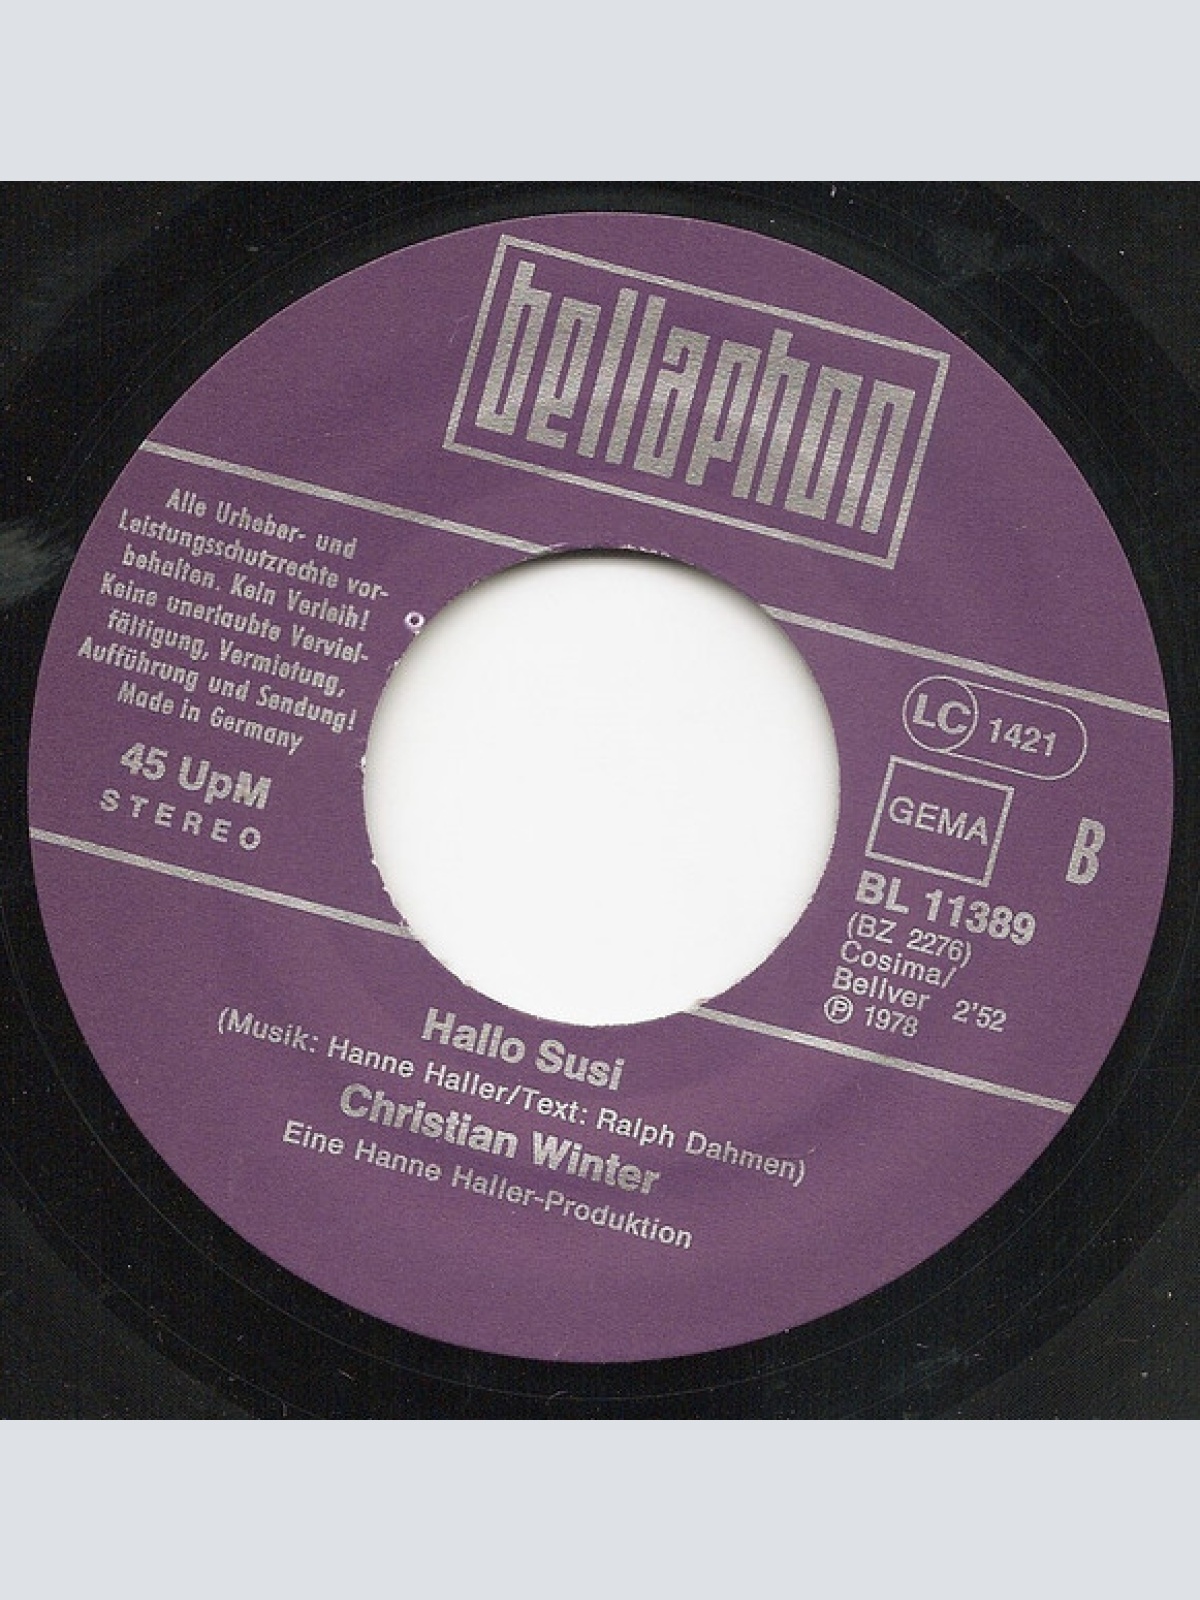 bellaphon
Alle Urheber- und
Leistungsschutzrechte vor-
behalten. Kein Verleih!
Keine unerlaubte Verviel-
fältigung, Vermietung,
Aufführung und Sendung!
Made in Germany
45 UpM
STEREO
LC 1421
GEMA
B
BL 11389
(BZ 2276)
Cosima/
Bellver 2'52
℗ 1978
Hallo Susi
(Musik: Hanne Haller/Text: Ralph Dahmen)
Christian Winter
Eine Hanne Haller-Produktion